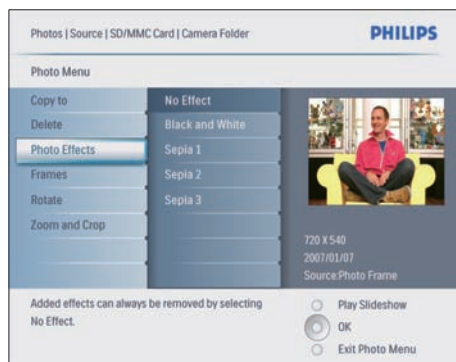 Photos | Source | SD/MMC Card | Camera Folder
PHILIPS
Photo Menu
Copy to
Delete
Photo Effects
Frames
Rotate
Zoom and Crop
No Effect
Black and White
Sepia 1
Sepia 2
Sepia 3
720 X 540
2007/01/07
Source:Photo Frame
Added effects can always be removed by selecting
No Effect.
Play Slideshow
OK
Exit Photo Menu